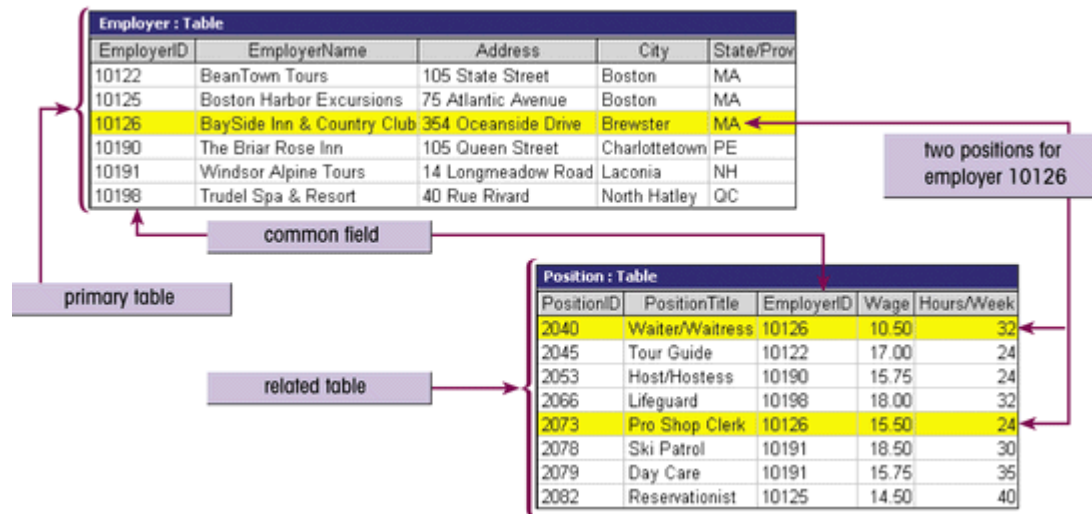 Employer : Table
EmployerID EmployerName Address City State/Prov
10122 BeanTown Tours 105 State Street Boston MA
10125 Boston Harbor Excursions 75 Atlantic Avenue Boston MA
10126 BaySide Inn & Country Club 354 Oceanside Drive Brewster MA
10190 The Briar Rose Inn 105 Queen Street Charlottetown PE
10191 Windsor Alpine Tours 14 Longmeadow Road Laconia NH
10198 Trudel Spa & Resort 40 Rue Rivard North Hatley QC
two positions for
employer 10126
common field
primary table
Position : Table
PositionID PositionTitle EmployerID Wage Hours/Week
2040 Waiter/Waitress 10126 10.50 32
2045 Tour Guide 10122 17.00 24
2053 Host/Hostess 10190 15.75 24
2066 Lifeguard 10198 18.00 32
2073 Pro Shop Clerk 10126 15.50 24
2078 Ski Patrol 10191 18.50 30
2079 Day Care 10191 15.75 35
2082 Reservationist 10125 14.50 40
related table